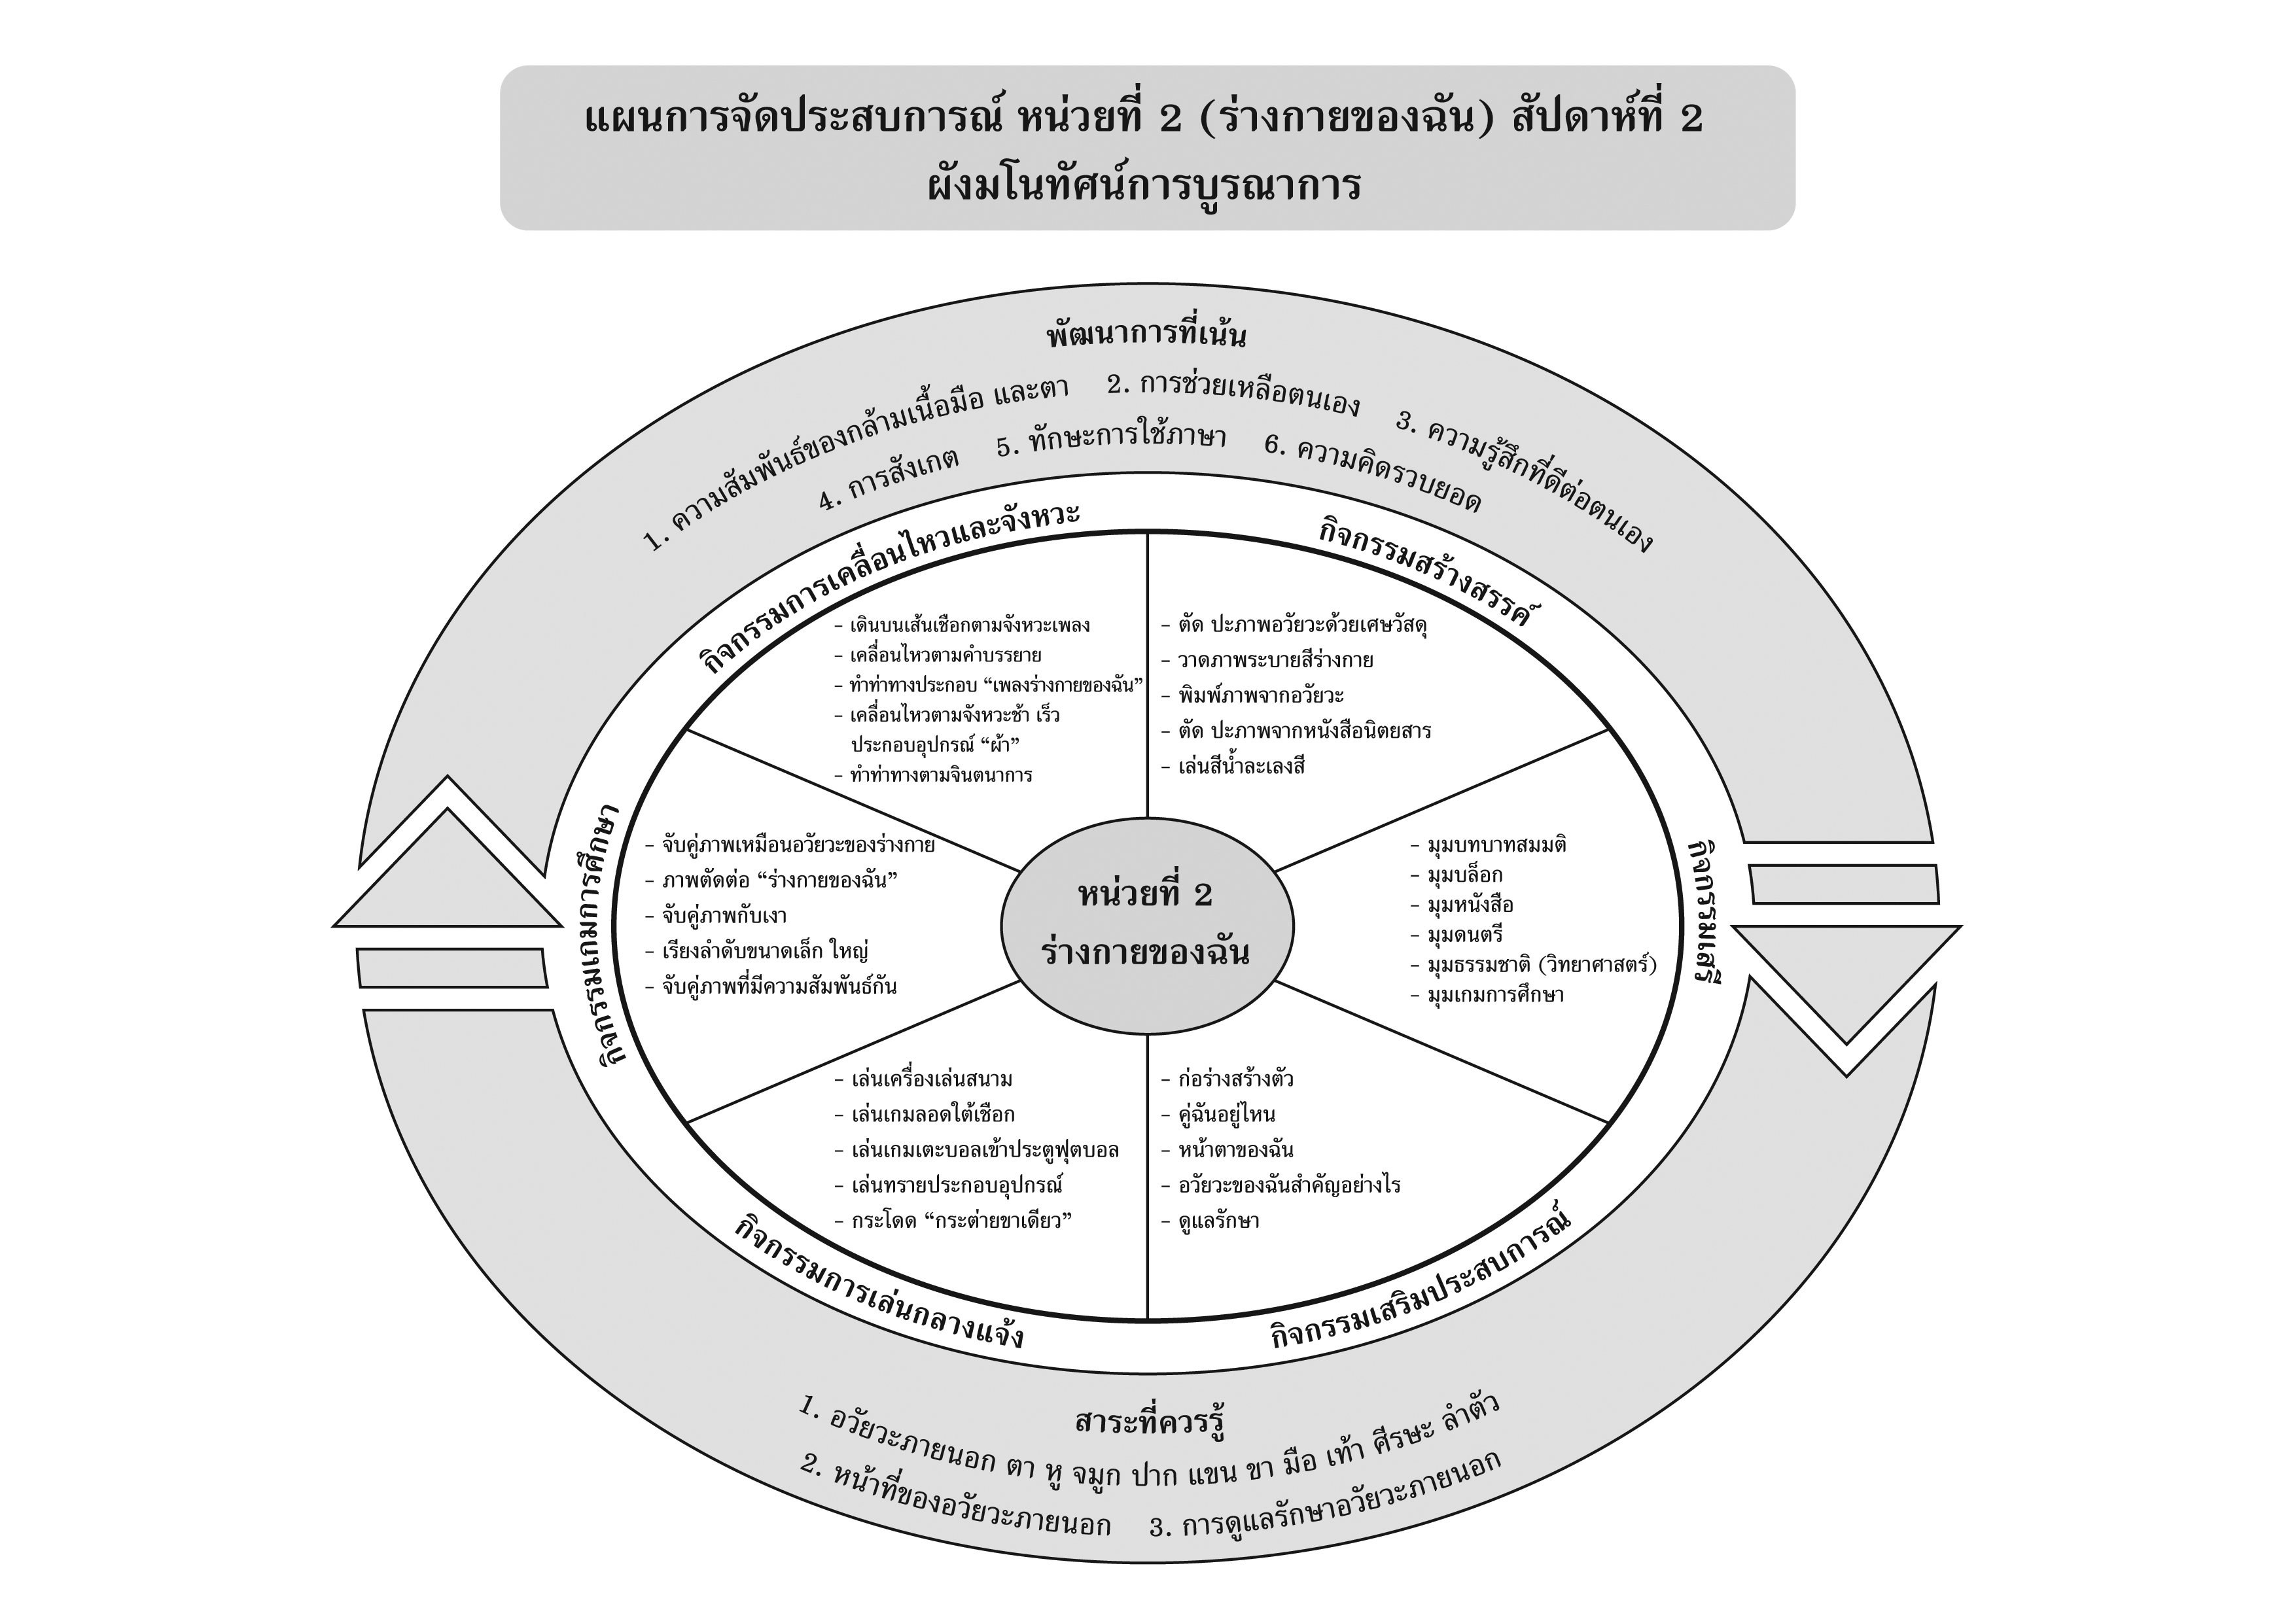 แผนการจัดประสบการณ์ หน่วยที่ 2 (ร่างกายของฉัน) สัปดาห์ที่ 2
ผังมโนทัศน์การบูรณาการ
พัฒนาการที่เน้น
1. ความสัมพันธ์ของกล้ามเนื้อมือ และตา 2. การช่วยเหลือตนเอง 3. ความรู้สึกที่ดีต่อตนเอง
4. การสังเกต 5. ทักษะการใช้ภาษา 6. ความคิดรวบยอด
กิจกรรมการเคลื่อนไหวและจังหวะ
- เดินบนเส้นเชือกตามจังหวะเพลง
- เคลื่อนไหวตามคำบรรยาย
- ทำท่าทางประกอบ “เพลงร่างกายของฉัน”
- เคลื่อนไหวตามจังหวะช้า เร็ว
ประกอบอุปกรณ์ “ผ้า”
- ทำท่าทางตามจินตนาการ
กิจกรรมสร้างสรรค์
- ตัด ปะภาพอวัยวะด้วยเศษวัสดุ
- วาดภาพระบายสีร่างกาย
- พิมพ์ภาพจากอวัยวะ
- ตัด ปะภาพจากหนังสือนิตยสาร
- เล่นสีน้ำละเลงสี
กิจกรรมเกมการศึกษา
- จับคู่ภาพเหมือนอวัยวะของร่างกาย
- ภาพตัดต่อ “ร่างกายของฉัน”
- จับคู่ภาพกับเงา
- เรียงลำดับขนาดเล็ก ใหญ่
- จับคู่ภาพที่มีความสัมพันธ์กัน
หน่วยที่ 2
ร่างกายของฉัน
กิจกรรมเสรี
- มุมบทบาทสมมติ
- มุมบล็อก
- มุมหนังสือ
- มุมดนตรี
- มุมธรรมชาติ (วิทยาศาสตร์)
- มุมเกมการศึกษา
- เล่นเครื่องเล่นสนาม
- เล่นเกมลอดใต้เชือก
- เล่นเกมเตะบอลเข้าประตูฟุตบอล
- เล่นทรายประกอบอุปกรณ์
- กระโดด “กระต่ายขาเดียว”
กิจกรรมการเล่นกลางแจ้ง
- ก่อร่างสร้างตัว
- คู่ฉันอยู่ไหน
- หน้าตาของฉัน
- อวัยวะของฉันสำคัญอย่างไร
- ดูแลรักษา
กิจกรรมเสริมประสบการณ์
สาระที่ควรรู้
1. อวัยวะภายนอก ตา หู จมูก ปาก แขน ขา มือ เท้า ศีรษะ ลำตัว
2. หน้าที่ของอวัยวะภายนอก 3. การดูแลรักษาอวัยวะภายนอก